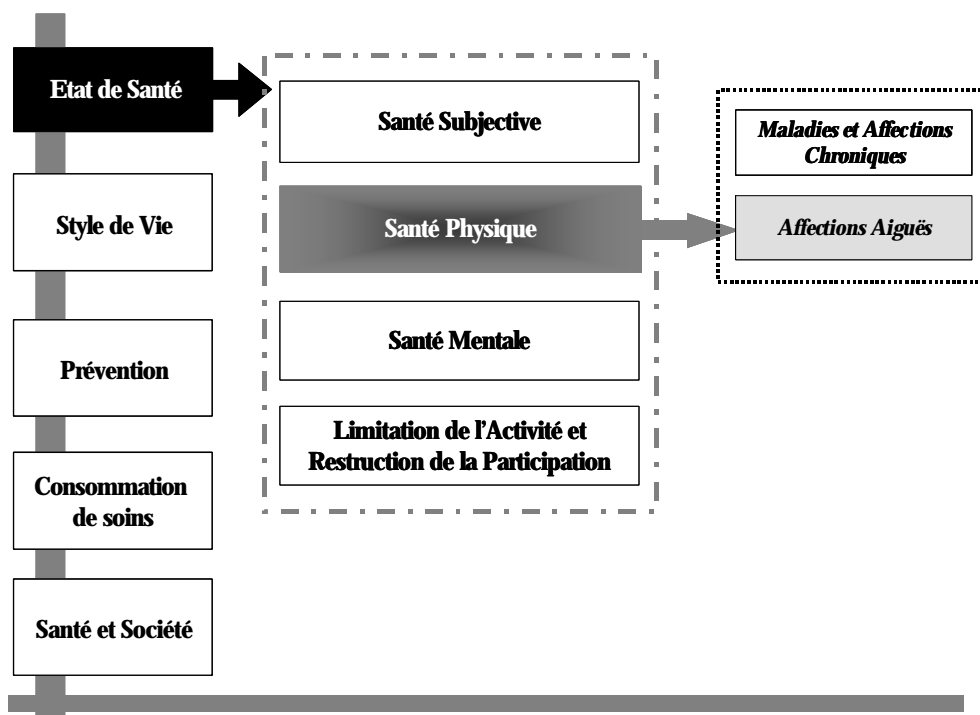 Etat de Santé
Style de Vie
Prévention
Consommation
de soins
Santé et Société
Santé Subjective
Santé Physique
Santé Mentale
Limitation de l'Activité et
Restruction de la Participation
Maladies et Affections
Chroniques
Affections Aiguës